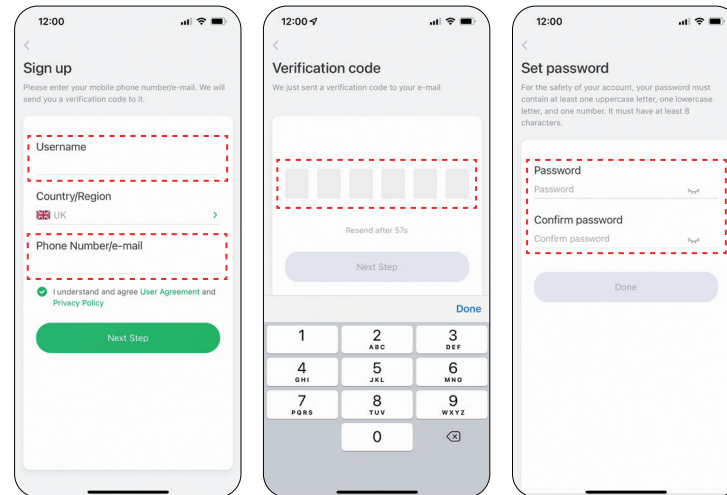 12:00
Sign up
Please enter your mobile phone number/e-mail. We will
send you a verification code to it.
Username
Country/Region
UK
Phone Number/e-mail
I understand and agree User Agreement and
Privacy Policy
Next Step
12:00
Verification code
We just sent a verification code to your e-mail
Resend after 57s
Next Step
Done
1
2
ABC
3
DEF
4
GHI
5
JKL
6
MNO
7
PQRS
8
TUV
9
WXYZ
0
12:00
Set password
For the safety of your account, your password must
contain at least one uppercase letter, one lowercase
letter, and one number. It must have at least 8
characters.
Password
Password
Confirm password
Confirm password
Done